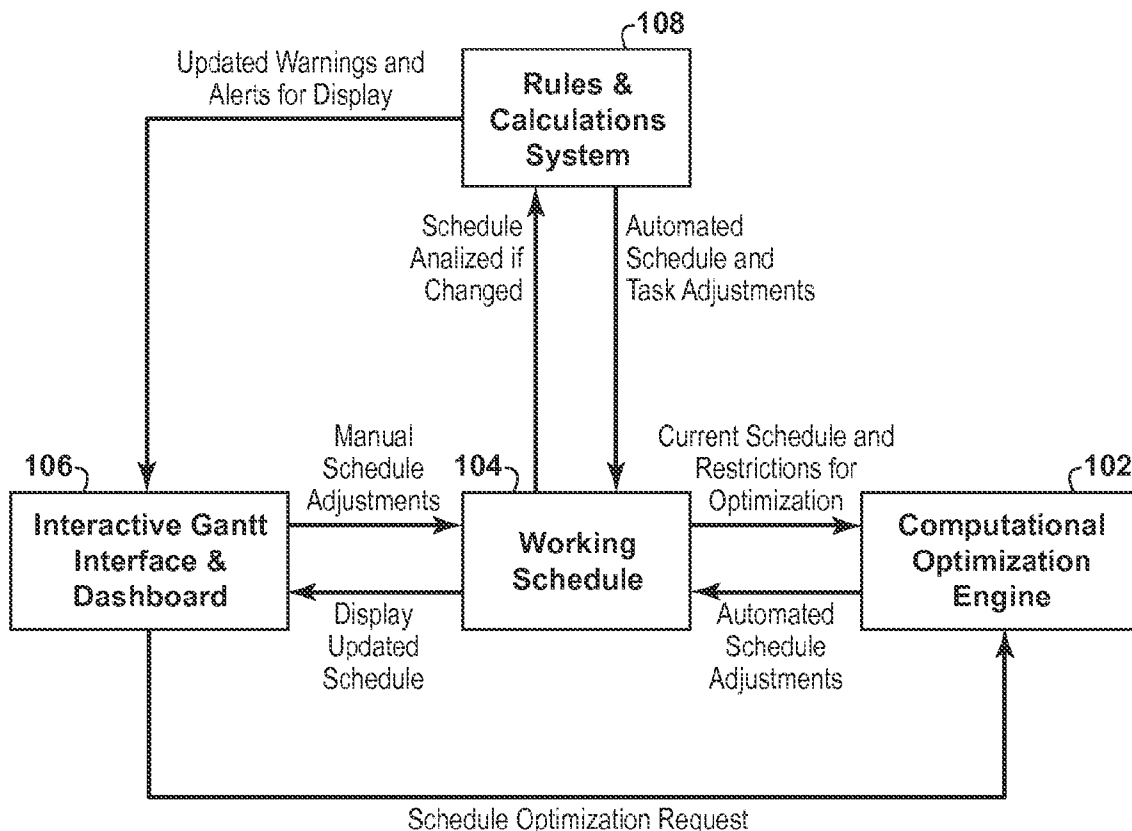 108
Updated Warnings and
Alerts for Display
Rules &
Calculations
System
Schedule
Analized if
Changed
Automated
Schedule and
Task Adjustments
106
Manual
Schedule
Adjustments
104
Current Schedule and
Restrictions for
Optimization
102
Interactive Gantt
Interface &
Dashboard
Working
Schedule
Computational
Optimization
Engine
Display
Updated
Schedule
Automated
Schedule
Adjustments
Schedule Optimization Request